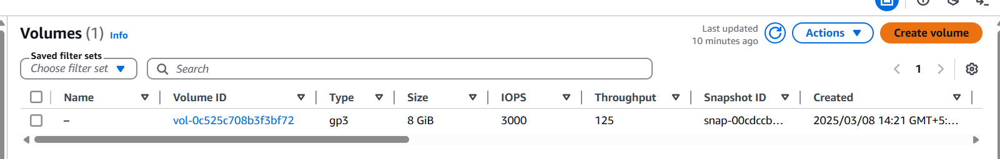 Volumes (1) Info
Last updated
10 minutes ago
Actions
Create volume
Saved filter sets
Choose filter set
Search
1
Name Volume ID Type Size IOPS Throughput Snapshot ID Created
– vol-0c525c708b3f3bf72 gp3 8 GiB 3000 125 snap-00cdccb... 2025/03/08 14:21 GMT+5:...